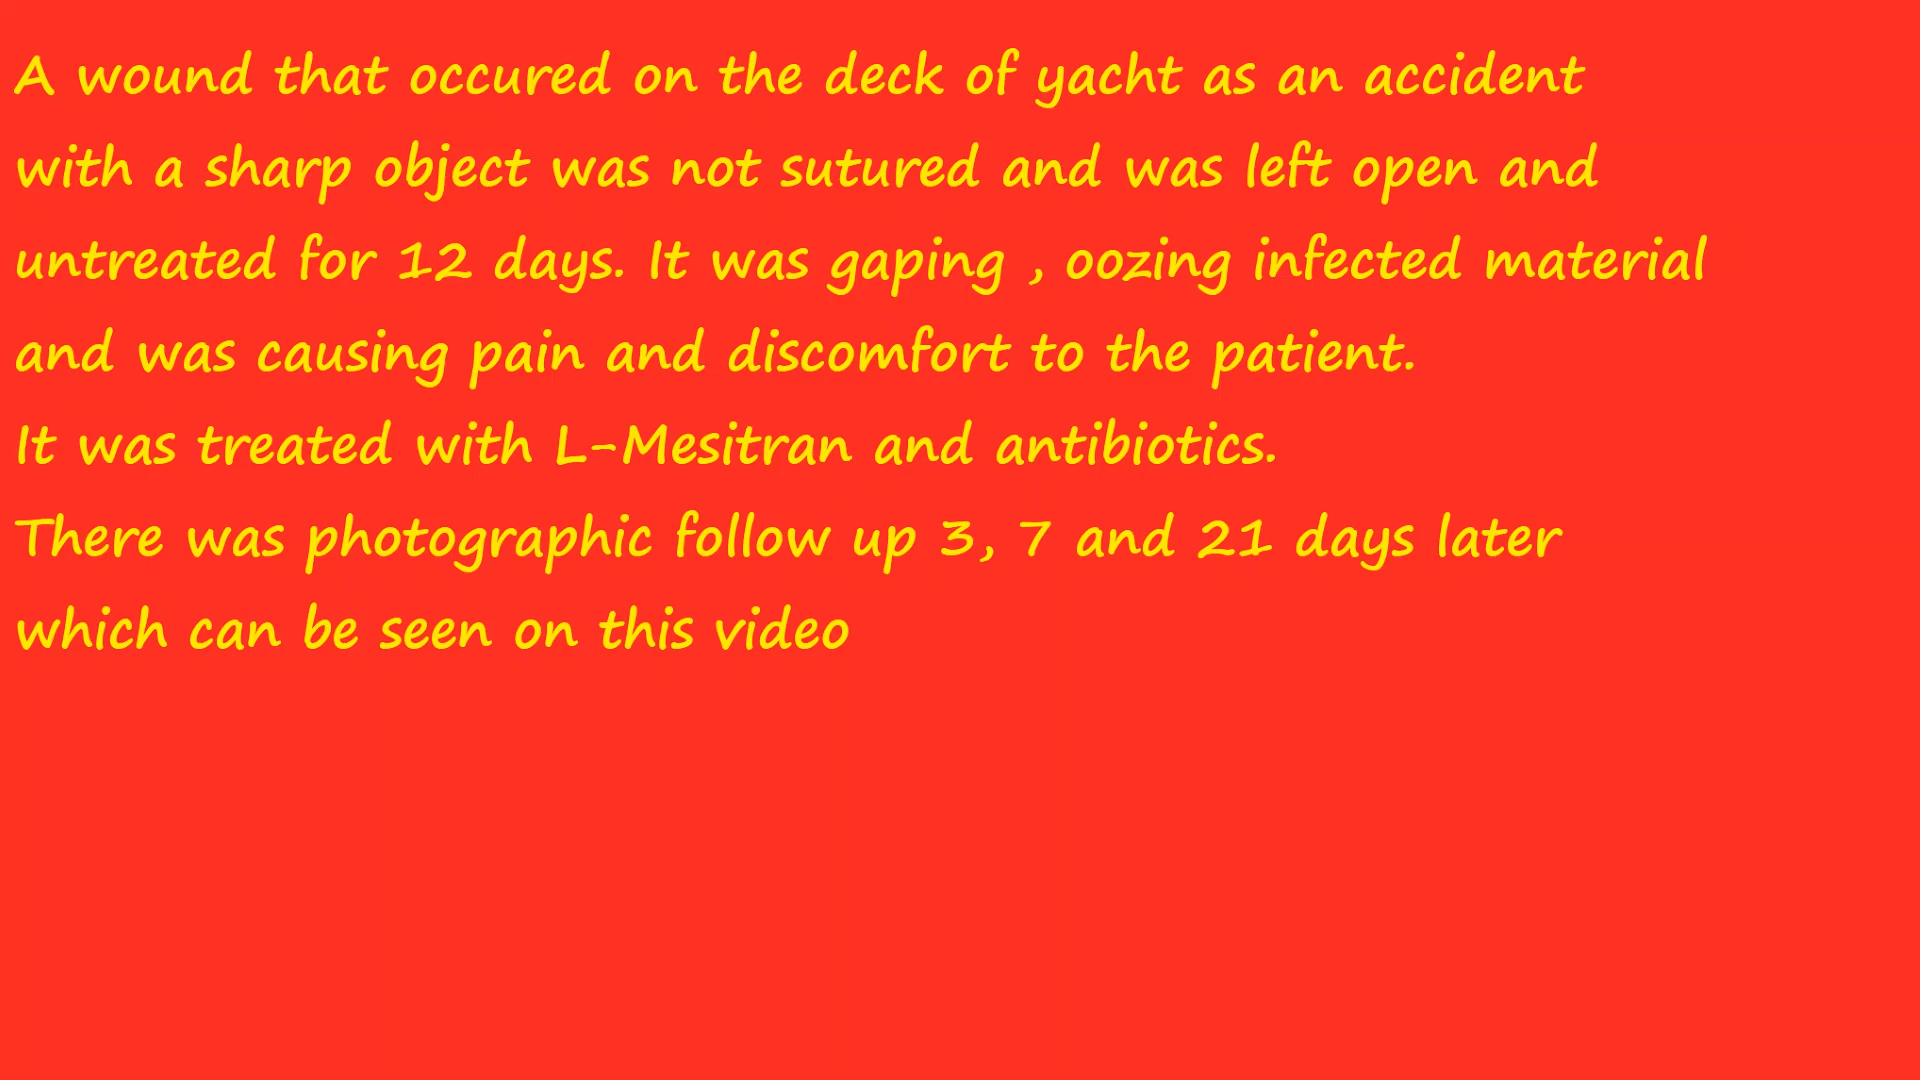 A wound that occured on the deck of yacht as an accident
with a sharp object was not sutured and was left open and
untreated for 12 days. It was gaping , oozing infected material
and was causing pain and discomfort to the patient.
It was treated with L-Mesitran and antibiotics.
There was photographic follow up 3, 7 and 21 days later
which can be seen on this video